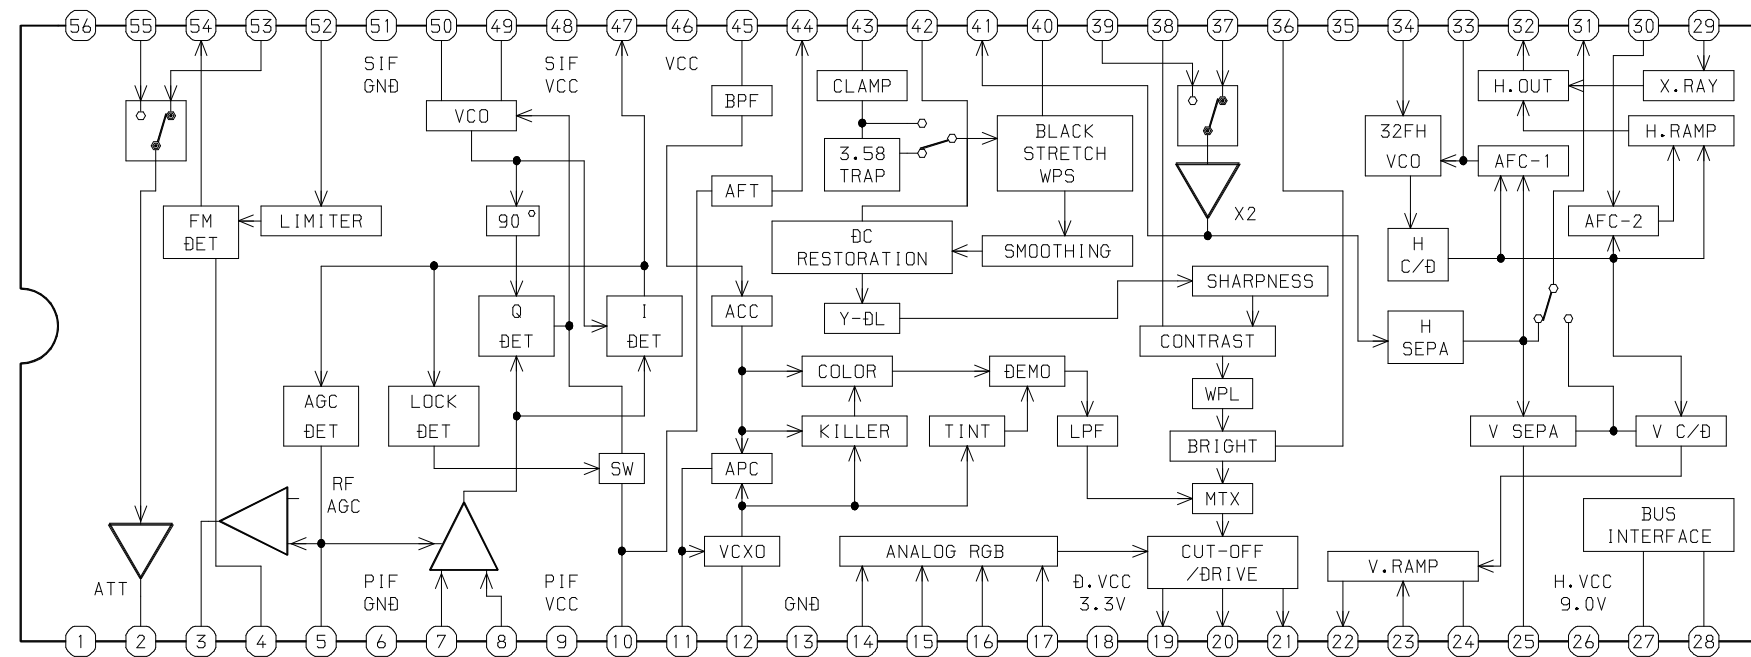 56 55 54 53 52 51 50 49 48 47 46 45 44 43 42 41 40 39 38 37 36 35 34 33 32 31 30 29
SIF
GND
SIF
VCC
VCC
CLAMP
H.OUT
X.RAY
BPF
VCO
32FH
VCO
BLACK
STRETCH
WPS
H.RAMP
3.58
TRAP
AFC-1
AFT
X2
FM
DET
LIMITER
90°
AFC-2
DC
RESTORATION
SMOOTHING
H
C/D
SHARPNESS
Q
DET
I
DET
ACC
Y-DL
CONTRAST
H
SEPA
COLOR
DEMO
WPL
AGC
DET
LOCK
DET
KILLER
TINT
LPF
BRIGHT
V SEPA
V C/D
SW
APC
MTX
RF
AGC
BUS
INTERFACE
VCXO
ANALOG RGB
CUT-OFF
/DRIVE
V.RAMP
ATT
PIF
GND
PIF
VCC
GND
D.VCC
3.3V
H.VCC
9.0V
1 2 3 4 5 6 7 8 9 10 11 12 13 14 15 16 17 18 19 20 21 22 23 24 25 26 27 28